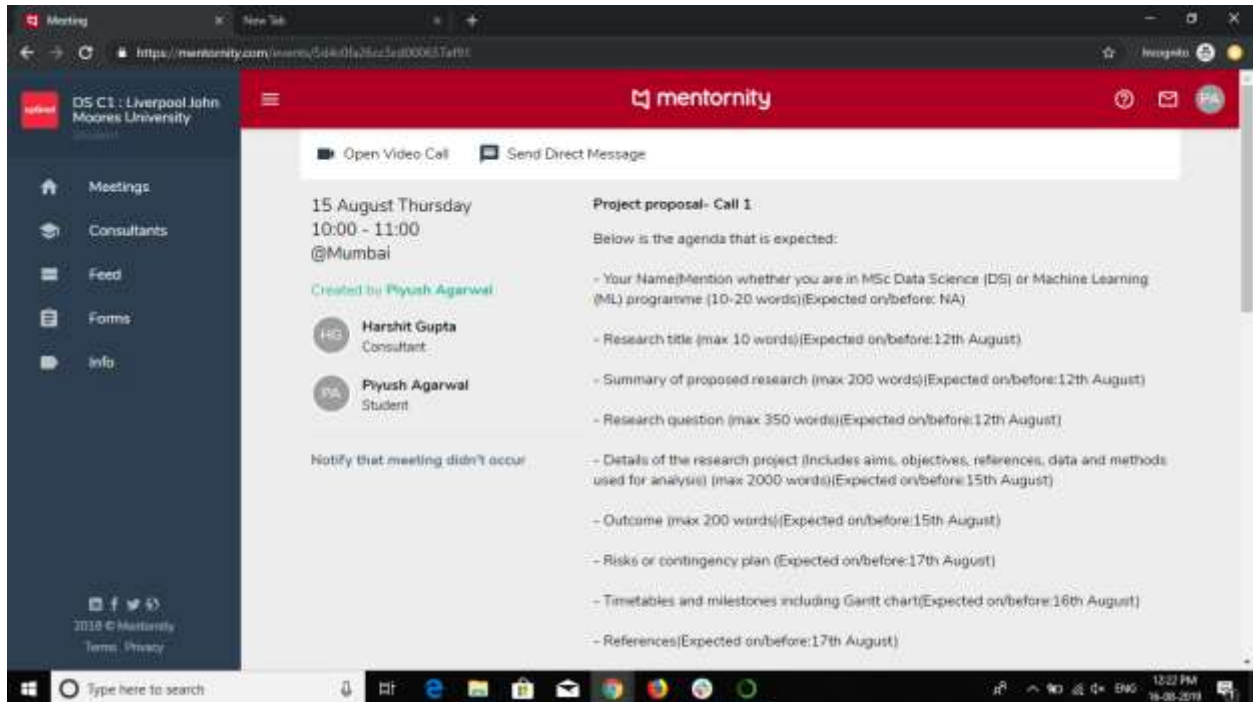 Meeting
New Tab
https://mentornity.com/events/
Incognito
upGrad
DS C1 : Liverpool John
Moores University
Student
mentornity
PA
Meetings
Consultants
Feed
Forms
Info
2018 © Mentornity
Terms Privacy
Open Video Call
Send Direct Message
15 August Thursday
10:00 - 11:00
@Mumbai
Created by Piyush Agarwal
HG
Harshit Gupta
Consultant
PA
Piyush Agarwal
Student
Notify that meeting didn't occur
Project proposal- Call 1
Below is the agenda that is expected:
- Your Name(Mention whether you are in MSc Data Science (DS) or Machine Learning
(ML) programme (10-20 words)(Expected on/before: NA)
- Research title (max 10 words)(Expected on/before:12th August)
- Summary of proposed research (max 200 words)(Expected on/before:12th August)
- Research question (max 350 words)(Expected on/before:12th August)
- Details of the research project (Includes aims, objectives, references, data and methods
used for analysis) (max 2000 words)(Expected on/before:15th August)
- Outcome (max 200 words)(Expected on/before:15th August)
- Risks or contingency plan (Expected on/before:17th August)
- Timetables and milestones including Gantt chart(Expected on/before:16th August)
- References(Expected on/before:17th August)
Type here to search
ENG
12:22 PM
16-08-2019